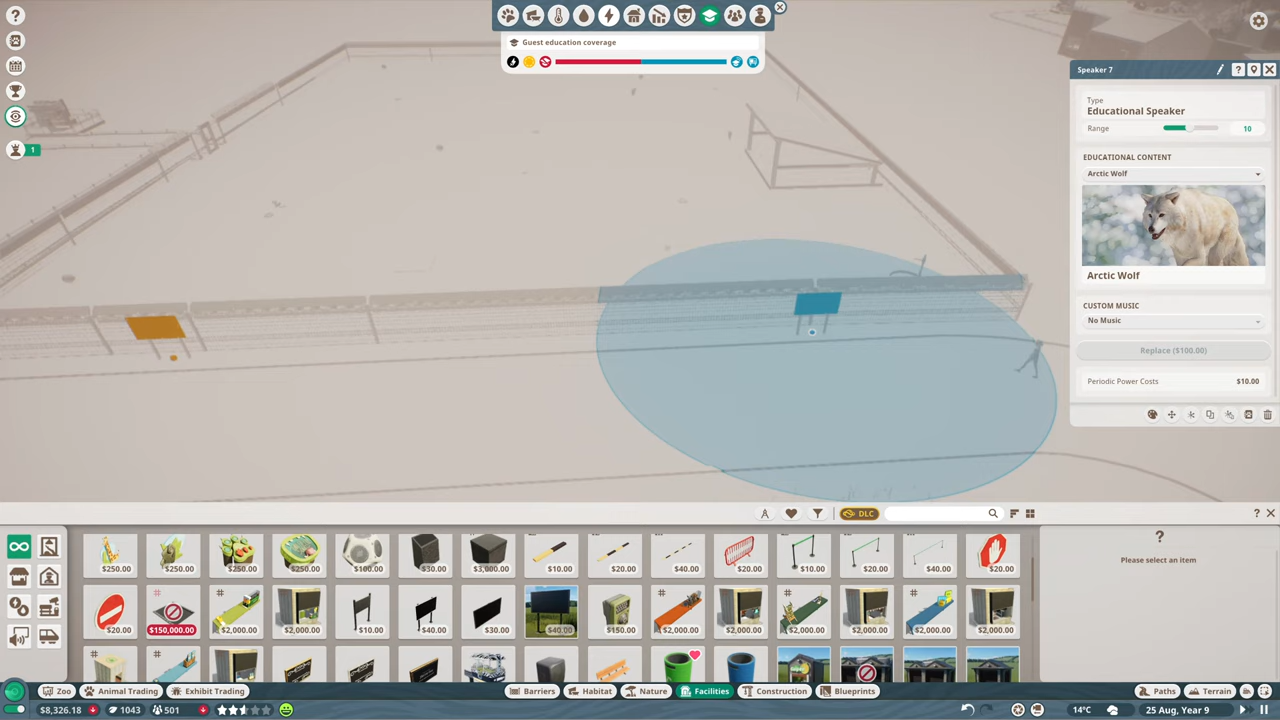 Guest education coverage
Speaker 7
Type
Educational Speaker
Range 10
EDUCATIONAL CONTENT
Arctic Wolf
Arctic Wolf
CUSTOM MUSIC
No Music
Replace ($100.00)
Periodic Power Costs $10.00
1
DLC
Please select an item
$250.00 $250.00 $250.00 $250.00 $100.00 $30.00 $3,000.00 $10.00 $20.00 $40.00 $20.00 $10.00 $20.00 $40.00 $20.00
$20.00 $150,000.00 $2,000.00 $2,000.00 $10.00 $40.00 $30.00 $40.00 $150.00 $2,000.00 $2,000.00 $2,000.00 $2,000.00 $2,000.00 $2,000.00
Zoo Animal Trading Exhibit Trading Barriers Habitat Nature Facilities Construction Blueprints Paths Terrain
$8,326.18 1043 501 14°C 25 Aug, Year 9